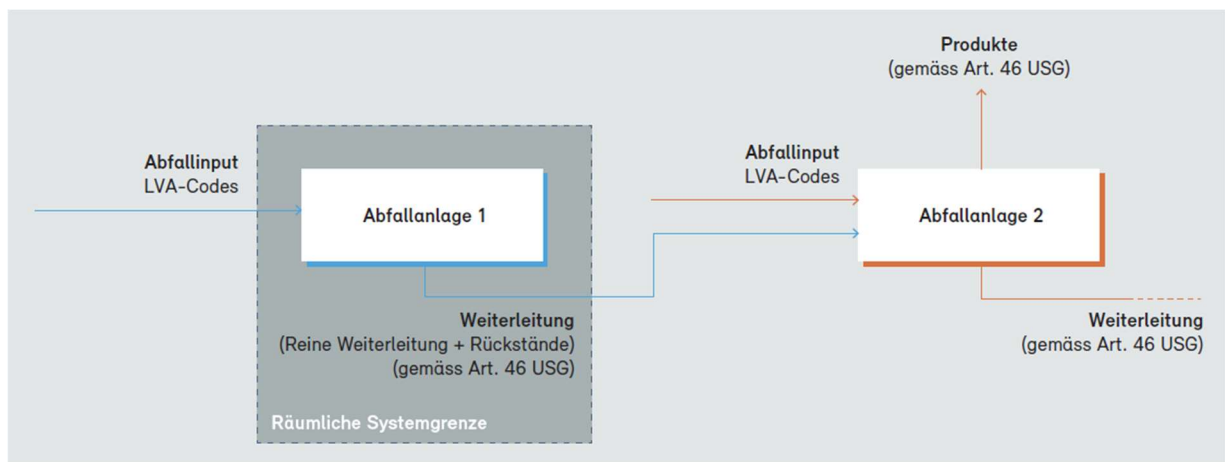 Produkte
(gemäss Art. 46 USG)
Abfallinput
LVA-Codes
Abfallanlage 1
Abfallinput
LVA-Codes
Abfallanlage 2
Weiterleitung
(Reine Weiterleitung + Rückstände)
(gemäss Art. 46 USG)
Weiterleitung
(gemäss Art. 46 USG)
Räumliche Systemgrenze